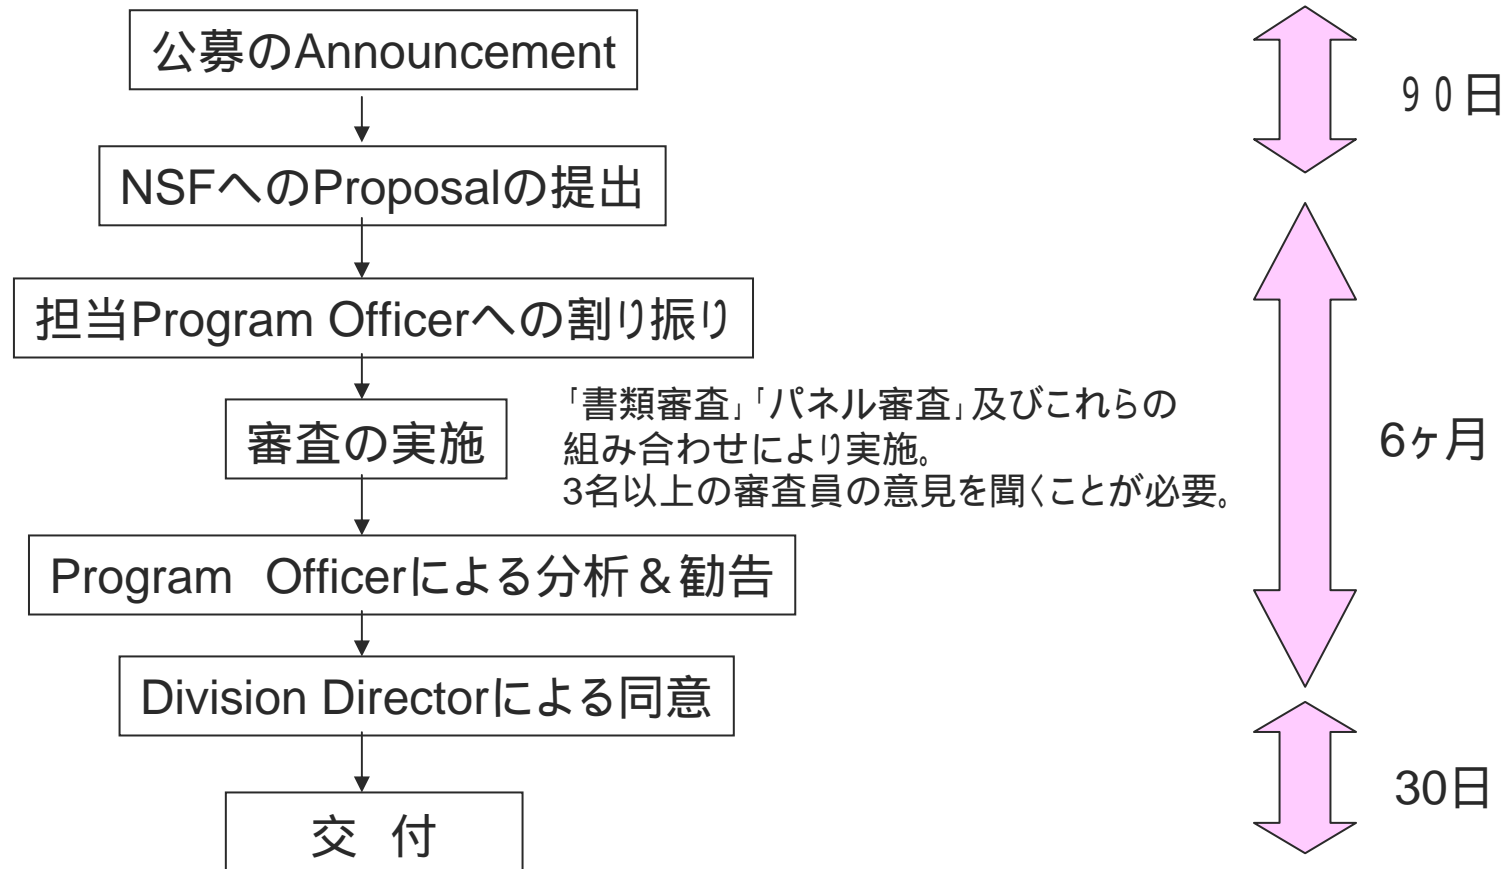 公募のAnnouncement
90日
NSFへのProposalの提出
担当Program Officerへの割り振り
審査の実施
「書類審査」「パネル審査」及びこれらの
組み合わせにより実施。
3名以上の審査員の意見を聞くことが必要。
6ヶ月
Program　Officerによる分析＆勧告
Division Directorによる同意
30日
交　付